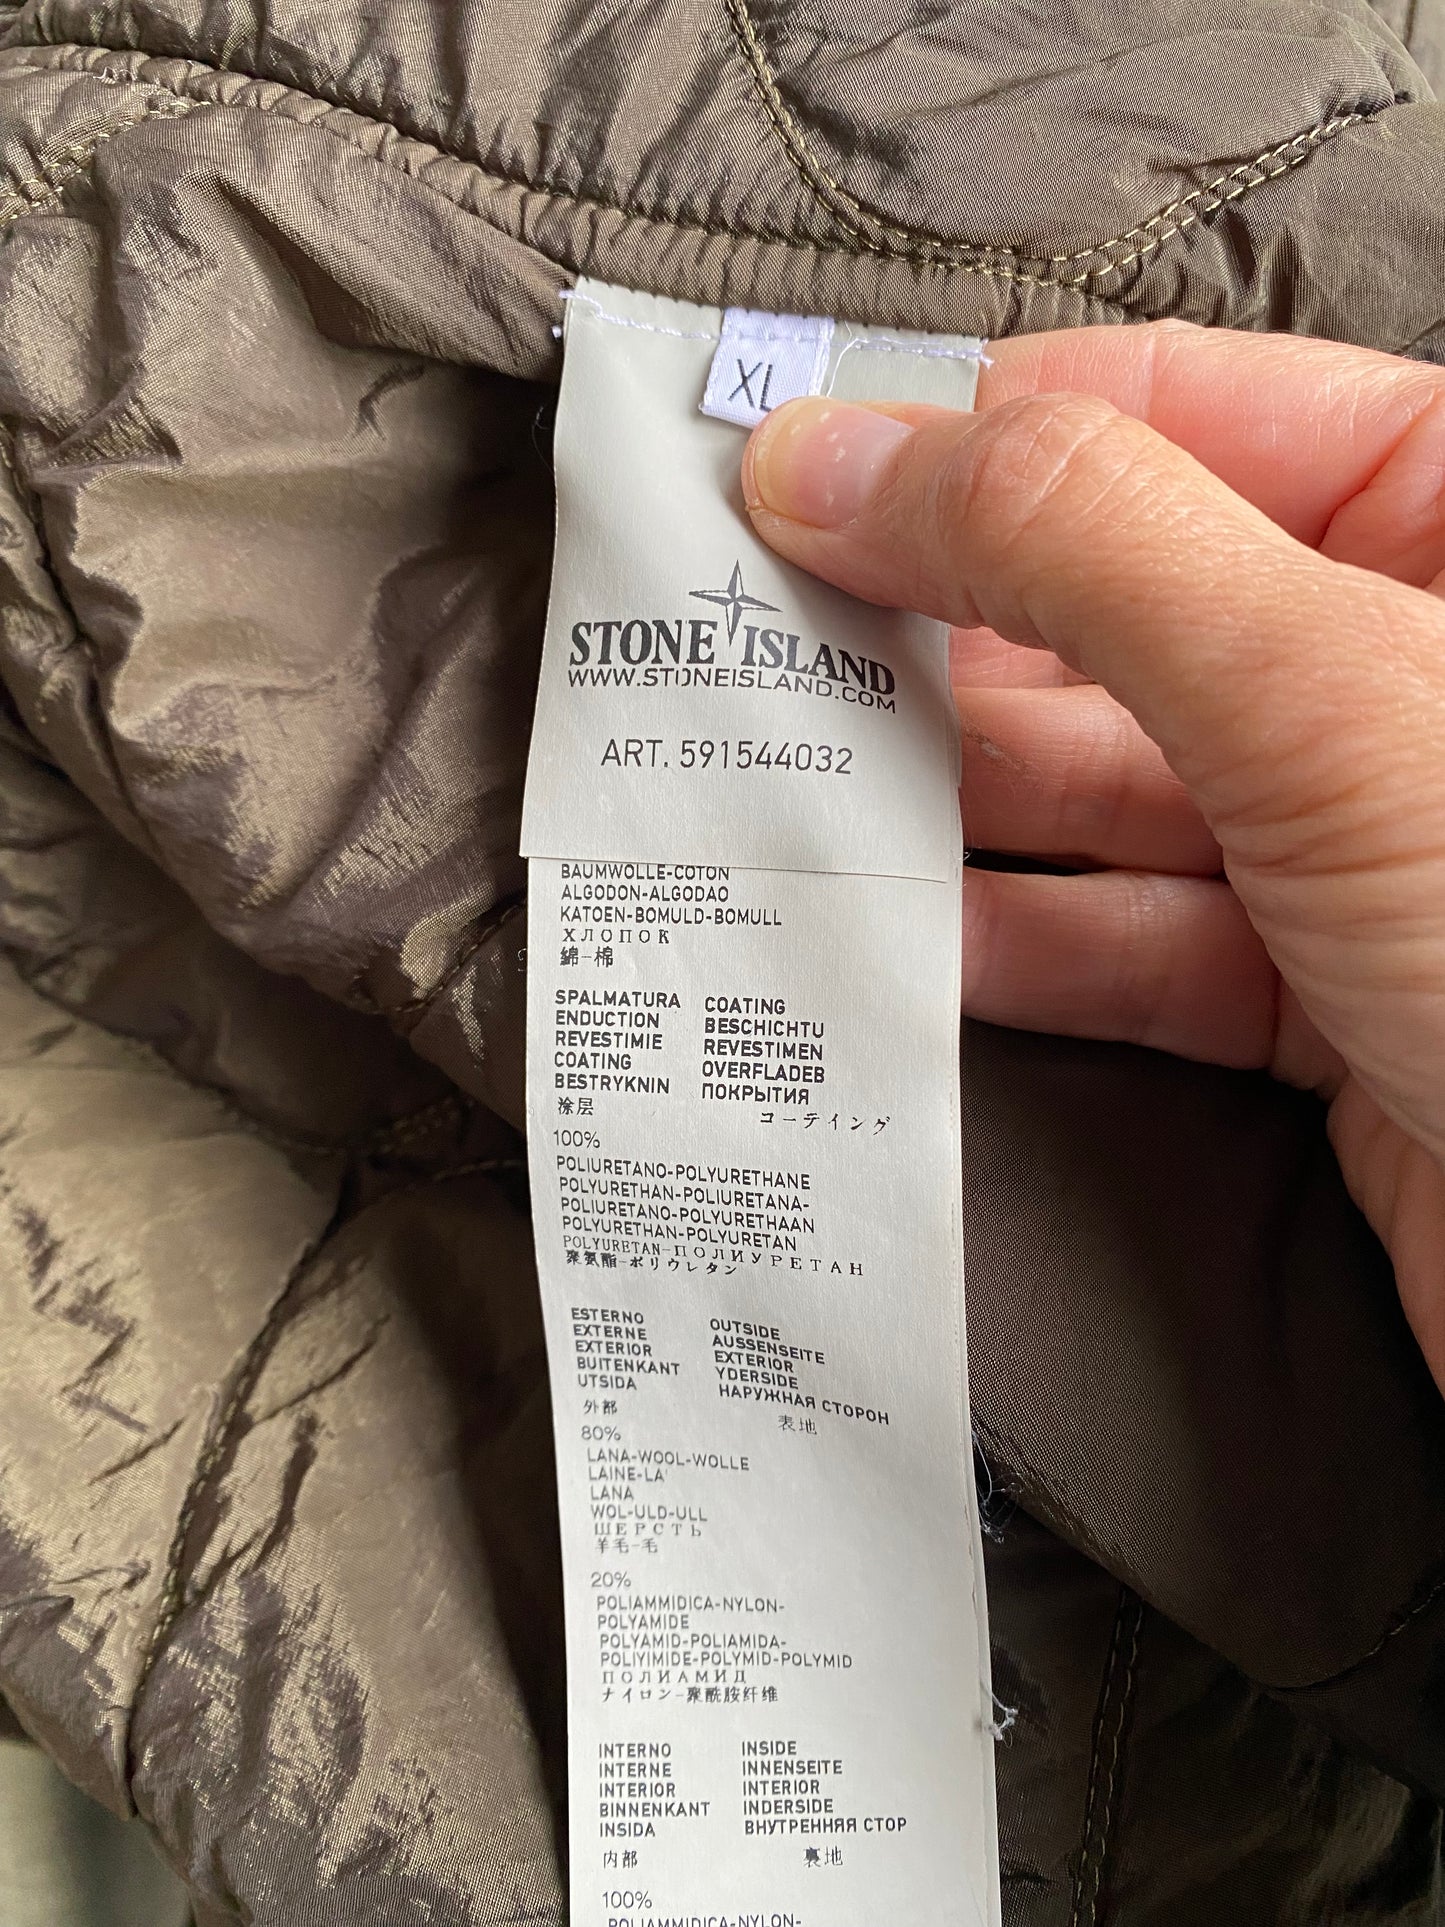 XL
STONE ISLAND
WWW.STONEISLAND.COM
ART. 591544032
BAUMWOLLE-COTON
ALGODON-ALGODAO
KATOEN-BOMULD-BOMULL
ХЛОПОК
綿-棉
SPALMATURA COATING
ENDUCTION BESCHICHTU
REVESTIMIE REVESTIMEN
COATING OVERFLADEB
BESTRYKNIN ПОКРЫТИЯ
涂层 コーテイング
100%
POLIURETANO-POLYURETHANE
POLYURETHAN-POLIURETANA-
POLIURETANO-POLYURETHAAN
POLYURETHAN-POLYURETAN
POLYURETAN-ПОЛИУРЕТАН
聚氨酯-ポリウレタン
ESTERNO OUTSIDE
EXTERNE AUSSENSEITE
EXTERIOR EXTERIOR
BUITENKANT YDERSIDE
UTSIDA НАРУЖНАЯ СТОРОН
外部 表地
80%
LANA-WOOL-WOLLE
LAINE-LA'
LANA
WOL-ULD-ULL
ШЕРСТЬ
羊毛-毛
20%
POLIAMMIDICA-NYLON-
POLYAMIDE
POLYAMID-POLIAMIDA-
POLIYIMIDE-POLYMID-POLYMID
ПОЛИАМИД
ナイロン-聚酰胺纤维
INTERNO INSIDE
INTERNE INNENSEITE
INTERIOR INTERIOR
BINNENKANT INDERSIDE
INSIDA ВНУТРЕННЯЯ СТОР
内部 裏地
100%
POLIAMMIDICA-NYLON-